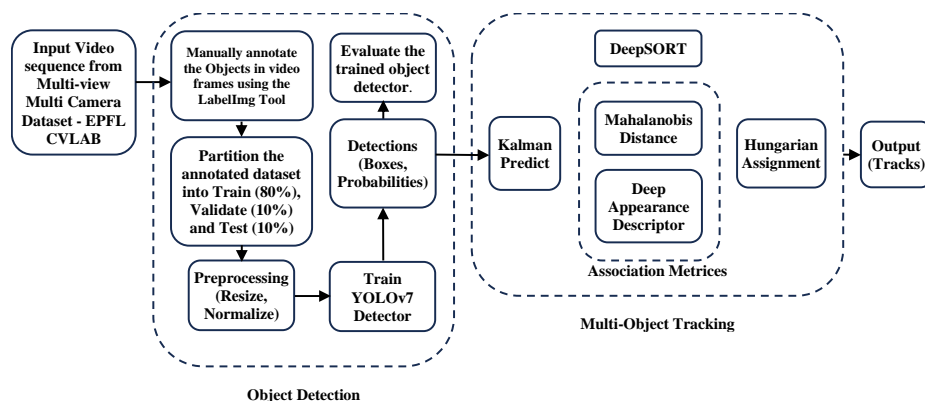 Input Video
sequence from
Multi-view
Multi Camera
Dataset - EPFL
CVLAB
Manually annotate
the Objects in video
frames using the
LabelImg Tool
Partition the
annotated dataset
into Train (80%),
Validate (10%)
and Test (10%)
Preprocessing
(Resize,
Normalize)
Evaluate the
trained object
detector.
Detections
(Boxes,
Probabilities)
Train
YOLOv7
Detector
Object Detection
Kalman
Predict
DeepSORT
Mahalanobis
Distance
Deep
Appearance
Descriptor
Association Metrices
Hungarian
Assignment
Multi-Object Tracking
Output
(Tracks)